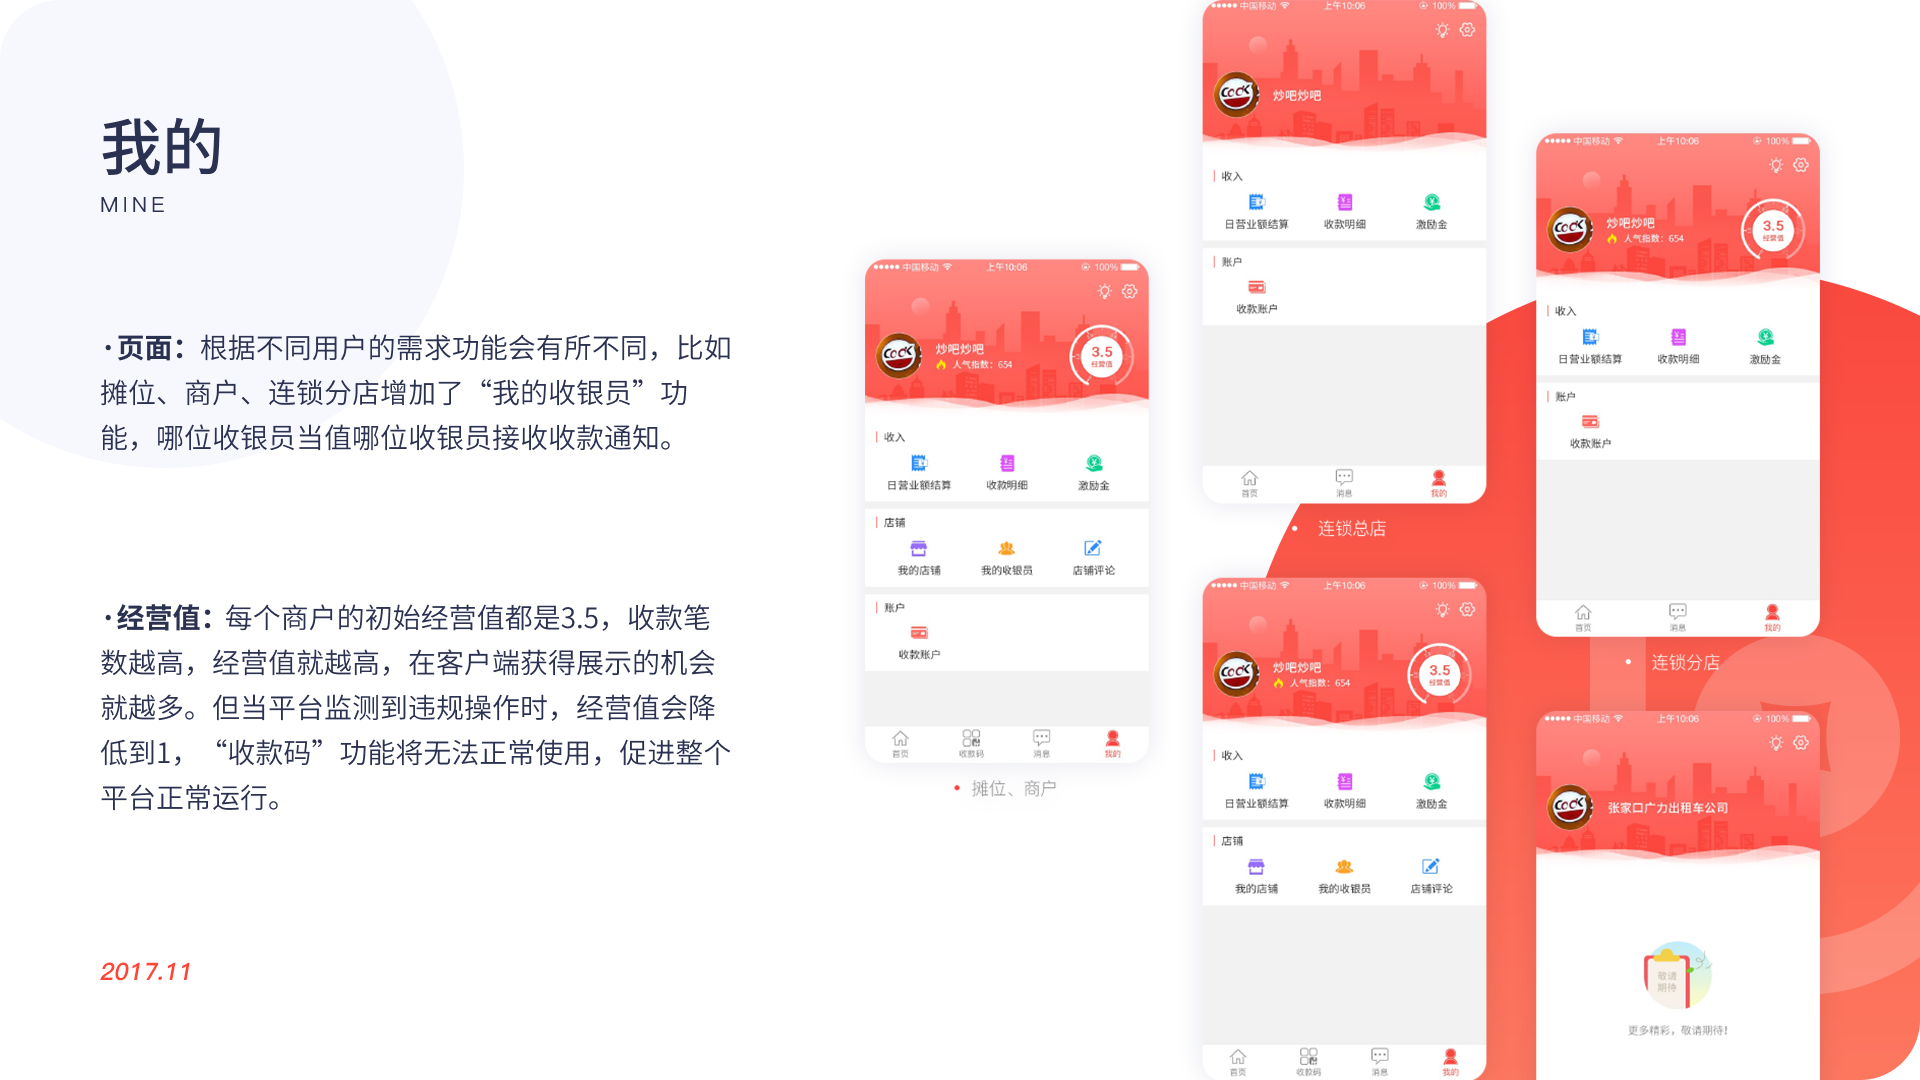 我的
MINE
·页面：根据不同用户的需求功能会有所不同，比如
摊位、商户、连锁分店增加了“我的收银员”功
能，哪位收银员当值哪位收银员接收收款通知。
·经营值：每个商户的初始经营值都是3.5，收款笔
数越高，经营值就越高，在客户端获得展示的机会
就越多。但当平台监测到违规操作时，经营值会降
低到1，“收款码”功能将无法正常使用，促进整个
平台正常运行。
2017.11
中国移动 上午10:06 100%
COOK
炒吧炒吧
人气指数：654
3.5
经营值
收入
日营业额结算 收款明细 激励金
店铺
我的店铺 我的收银员 店铺评论
账户
收款账户
首页 收款码 消息 我的
摊位、商户
中国移动 上午10:06 100%
COOK
炒吧炒吧
收入
日营业额结算 收款明细 激励金
账户
收款账户
首页 消息 我的
连锁总店
中国移动 上午10:06 100%
COOK
炒吧炒吧
人气指数：654
3.5
经营值
收入
日营业额结算 收款明细 激励金
店铺
我的店铺 我的收银员 店铺评论
首页 收款码 消息 我的
中国移动 上午10:06 100%
COOK
炒吧炒吧
人气指数：654
3.5
经营值
收入
日营业额结算 收款明细 激励金
账户
收款账户
首页 消息 我的
连锁分店
中国移动 上午10:06 100%
COOK
张家口广力出租车公司
敬请
期待
更多精彩，敬请期待！